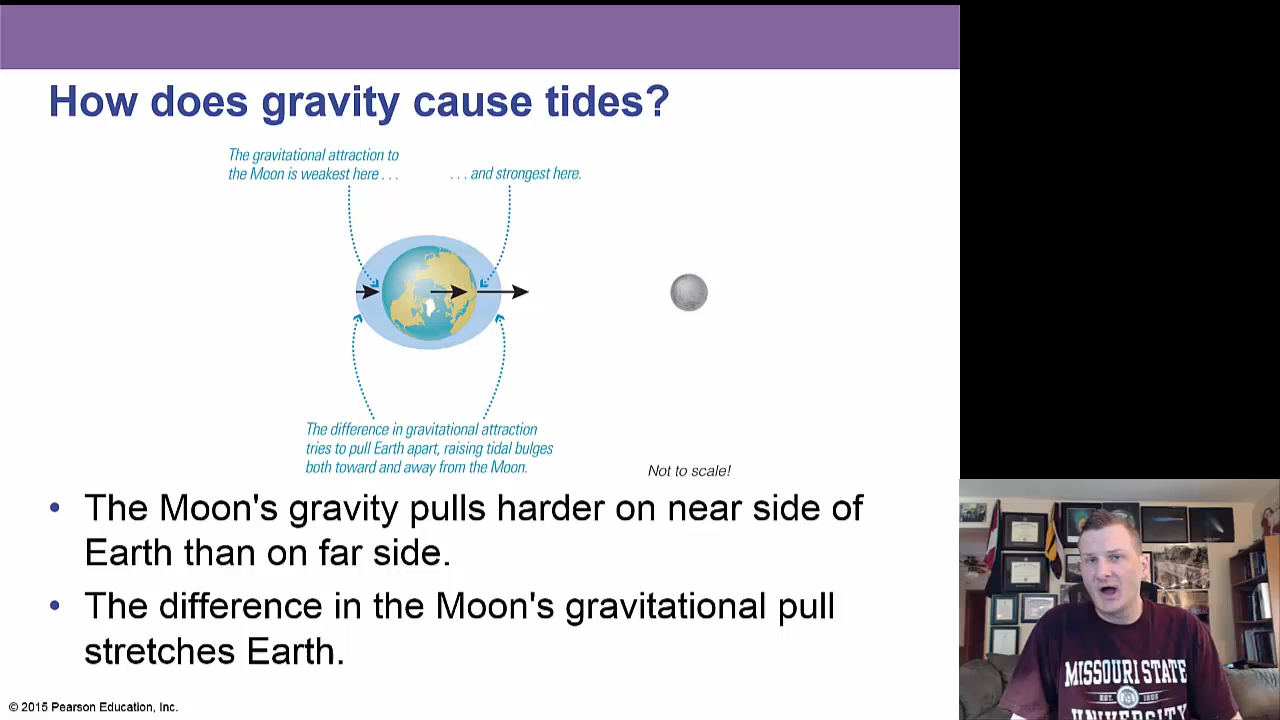 How does gravity cause tides?
The gravitational attraction to
the Moon is weakest here . . .
. . . and strongest here.
The difference in gravitational attraction
tries to pull Earth apart, raising tidal bulges
both toward and away from the Moon.
Not to scale!
• The Moon's gravity pulls harder on near side of
Earth than on far side.
• The difference in the Moon's gravitational pull
stretches Earth.
© 2015 Pearson Education, Inc.
MISSOURI STATE
UNIVERSITY